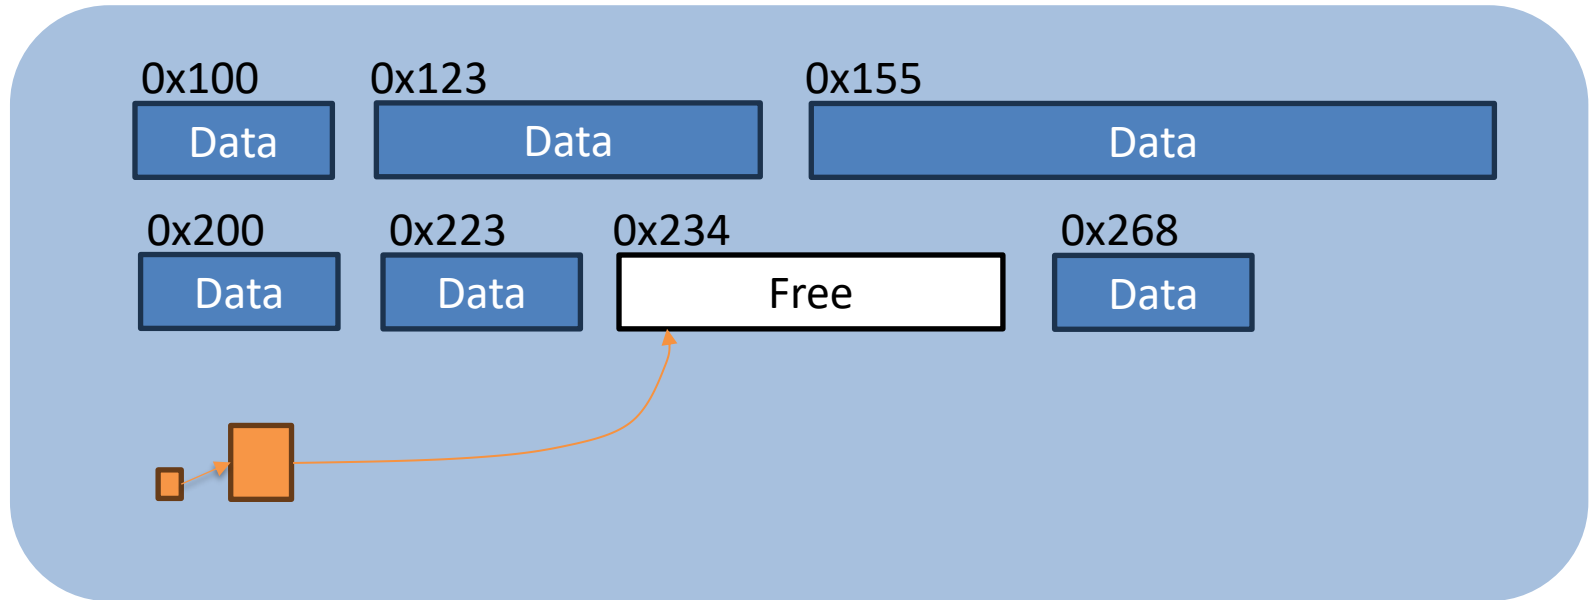 0x100 0x123 0x155
Data Data Data
0x200 0x223 0x234 0x268
Data Data Free Data